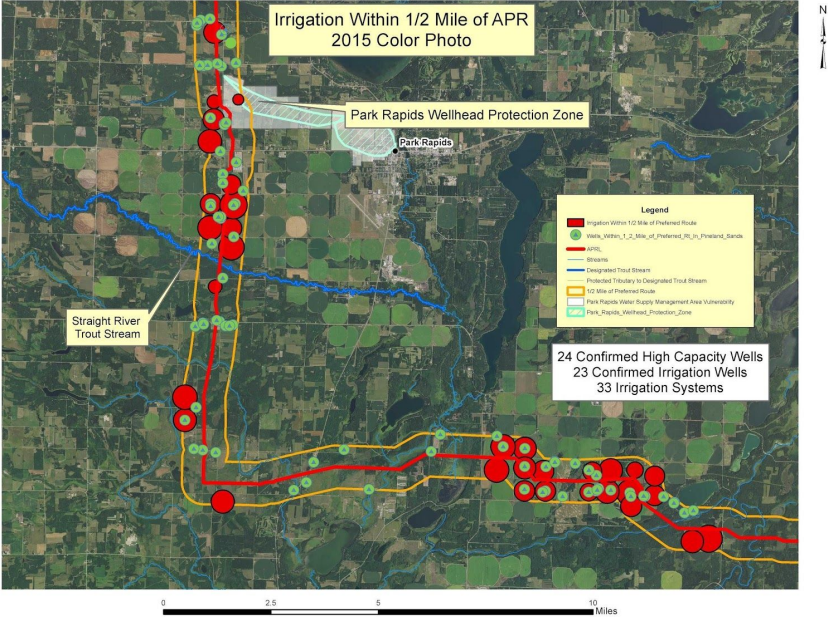 Irrigation Within 1/2 Mile of APR
2015 Color Photo
N
Park Rapids Wellhead Protection Zone
Park Rapids
Legend
Irrigation Within 1/2 Mile of Preferred Route
Wells_Within_1_2_Mile_of_Preferred_Rt_In_Pineland_Sands
APRL
Streams
Designated Trout Stream
Protected Tributary to Designated Trout Stream
1/2 Mile of Preferred Route
Park Rapids Water Supply Management Area Vulnerability
Park_Rapids_Wellhead_Protection_Zone
Straight River
Trout Stream
24 Confirmed High Capacity Wells
23 Confirmed Irrigation Wells
33 Irrigation Systems
0 2.5 5 10
Miles